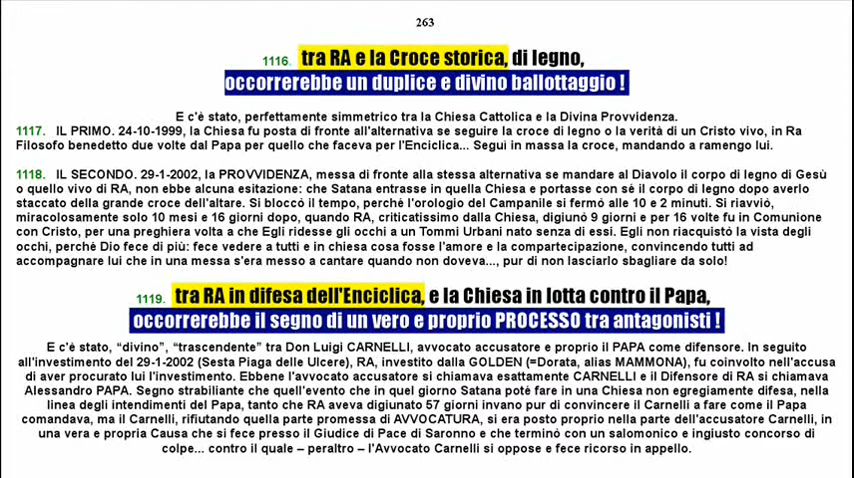 263
1116. tra RA e la Croce storica, di legno,
occorrerebbe un duplice e divino ballottaggio !
E c'è stato, perfettamente simmetrico tra la Chiesa Cattolica e la Divina Provvidenza.
1117. IL PRIMO. 24-10-1999, la Chiesa fu posta di fronte all'alternativa se seguire la croce di legno o la verità di un Cristo vivo, in Ra
Filosofo benedetto due volte dal Papa per quello che faceva per l'Enciclica... Seguì in massa la croce, mandando a ramengo lui.
1118. IL SECONDO. 29-1-2002, la PROVVIDENZA, messa di fronte alla stessa alternativa se mandare al Diavolo il corpo di legno di Gesù
o quello vivo di RA, non ebbe alcuna esitazione: che Satana entrasse in quella Chiesa e portasse con sé il corpo di legno dopo averlo
staccato della grande croce dell'altare. Si bloccò il tempo, perché l'orologio del Campanile si fermò alle 10 e 2 minuti. Si riavviò,
miracolosamente solo 10 mesi e 16 giorni dopo, quando RA, criticatissimo dalla Chiesa, digiunò 9 giorni e per 16 volte fu in Comunione
con Cristo, per una preghiera volta a che Egli ridesse gli occhi a un Tommi Urbani nato senza di essi. Egli non riacquistò la vista degli
occhi, perché Dio fece di più: fece vedere a tutti e in chiesa cosa fosse l'amore e la compartecipazione, convincendo tutti ad
accompagnare lui che in una messa s'era messo a cantare quando non doveva..., pur di non lasciarlo sbagliare da solo!
1119. tra RA in difesa dell'Enciclica, e la Chiesa in lotta contro il Papa,
occorrerebbe il segno di un vero e proprio PROCESSO tra antagonisti !
E c'è stato, “divino”, “trascendente” tra Don Luigi CARNELLI, avvocato accusatore e proprio il PAPA come difensore. In seguito
all'investimento del 29-1-2002 (Sesta Piaga delle Ulcere), RA, investito dalla GOLDEN (=Dorata, alias MAMMONA), fu coinvolto nell'accusa
di aver procurato lui l'investimento. Ebbene l'avvocato accusatore si chiamava esattamente CARNELLI e il Difensore di RA si chiamava
Alessandro PAPA. Segno strabiliante che quell'evento che in quel giorno Satana poté fare in una Chiesa non egregiamente difesa, nella
linea degli intendimenti del Papa, tanto che RA aveva digiunato 57 giorni invano pur di convincere il Carnelli a fare come il Papa
comandava, ma il Carnelli, rifiutando quella parte promessa di AVVOCATURA, si era posto proprio nella parte dell'accusatore Carnelli, in
una vera e propria Causa che si fece presso il Giudice di Pace di Saronno e che terminò con un salomonico e ingiusto concorso di
colpe... contro il quale – peraltro – l'Avvocato Carnelli si oppose e fece ricorso in appello.